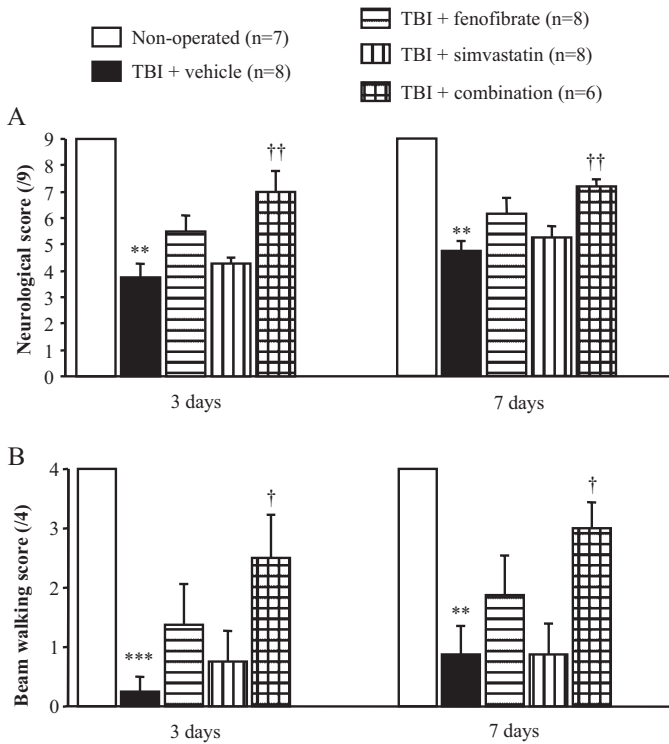 Non-operated (n=7)
TBI + vehicle (n=8)
TBI + fenofibrate (n=8)
TBI + simvastatin (n=8)
TBI + combination (n=6)
A
Neurological score (/9)
9
8
7
6
5
4
3
2
1
0
**
††
**
††
3 days
7 days
B
Beam walking score (/4)
4
3
2
1
0
***
†
**
†
3 days
7 days